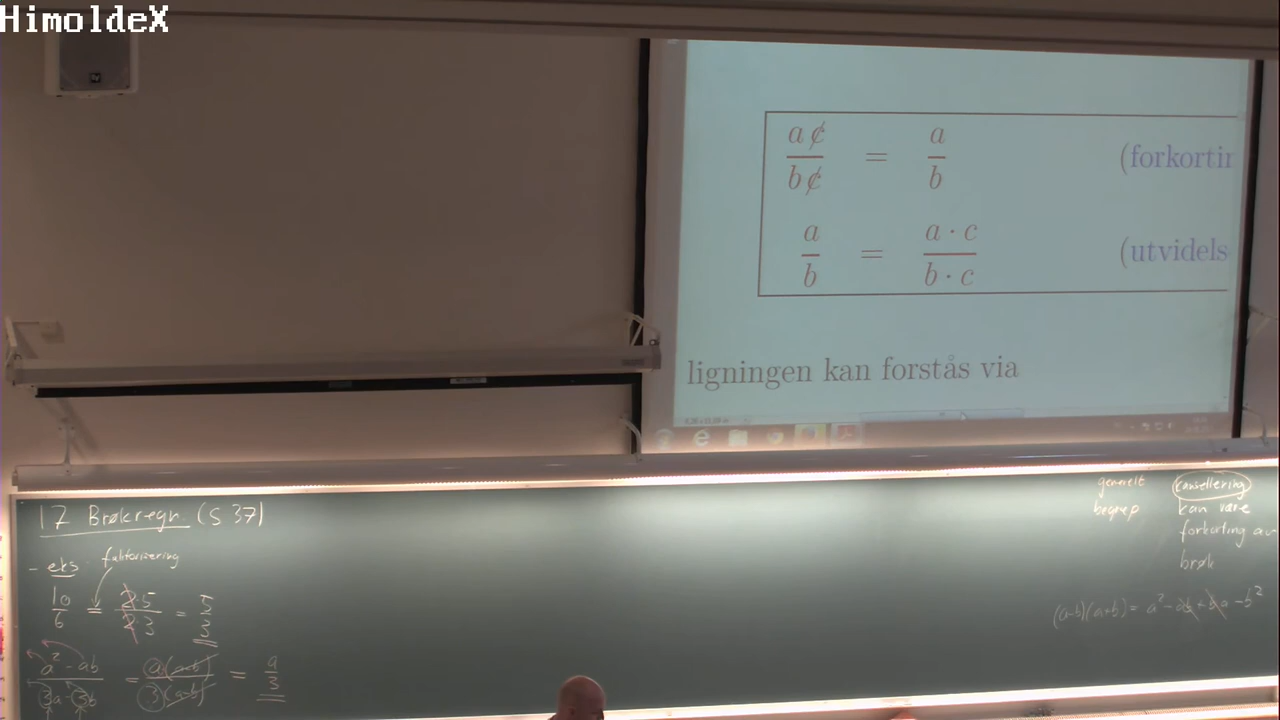 HimoldeX
a¢/b¢ = a/b (forkortin
a/b = a · c/b · c (utvidels
ligningen kan forstås via
17 Brøkregn. (S 37)
- eks faktorisering
10/6 = 2·5/2·3 = 5/3
a² - ab/3a - 3b = a(a-b)/3(a-b) = a/3
generelt begrep
kansellering
kan være
forkorting av
brøk
(a-b)(a+b) = a² - ab + ba - b²